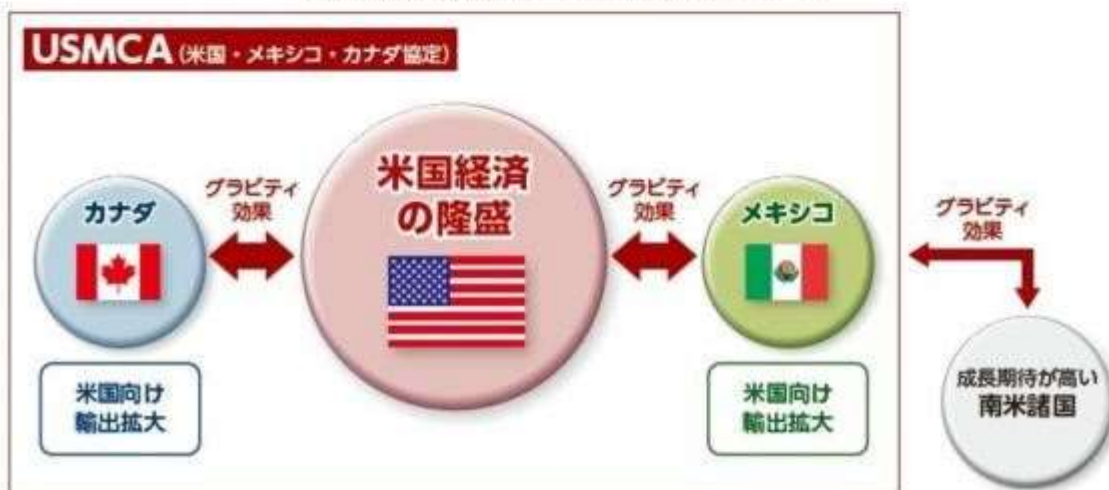 USMCA(米国・メキシコ・カナダ協定)
カナダ
グラビティ
効果
米国経済
の隆盛
グラビティ
効果
メキシコ
グラビティ
効果
米国向け
輸出拡大
米国向け
輸出拡大
成長期待が高い
南米諸国